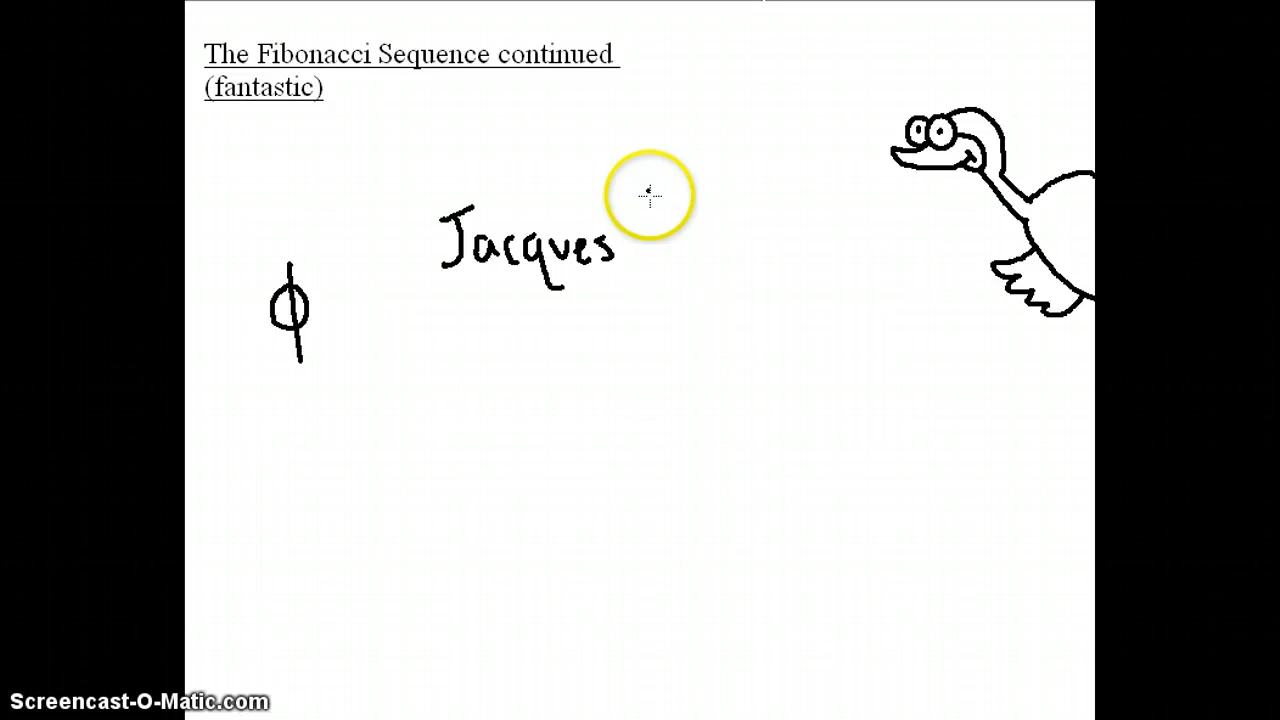 The Fibonacci Sequence continued
(fantastic)
Jacques
ϕ
Screencast-O-Matic.com